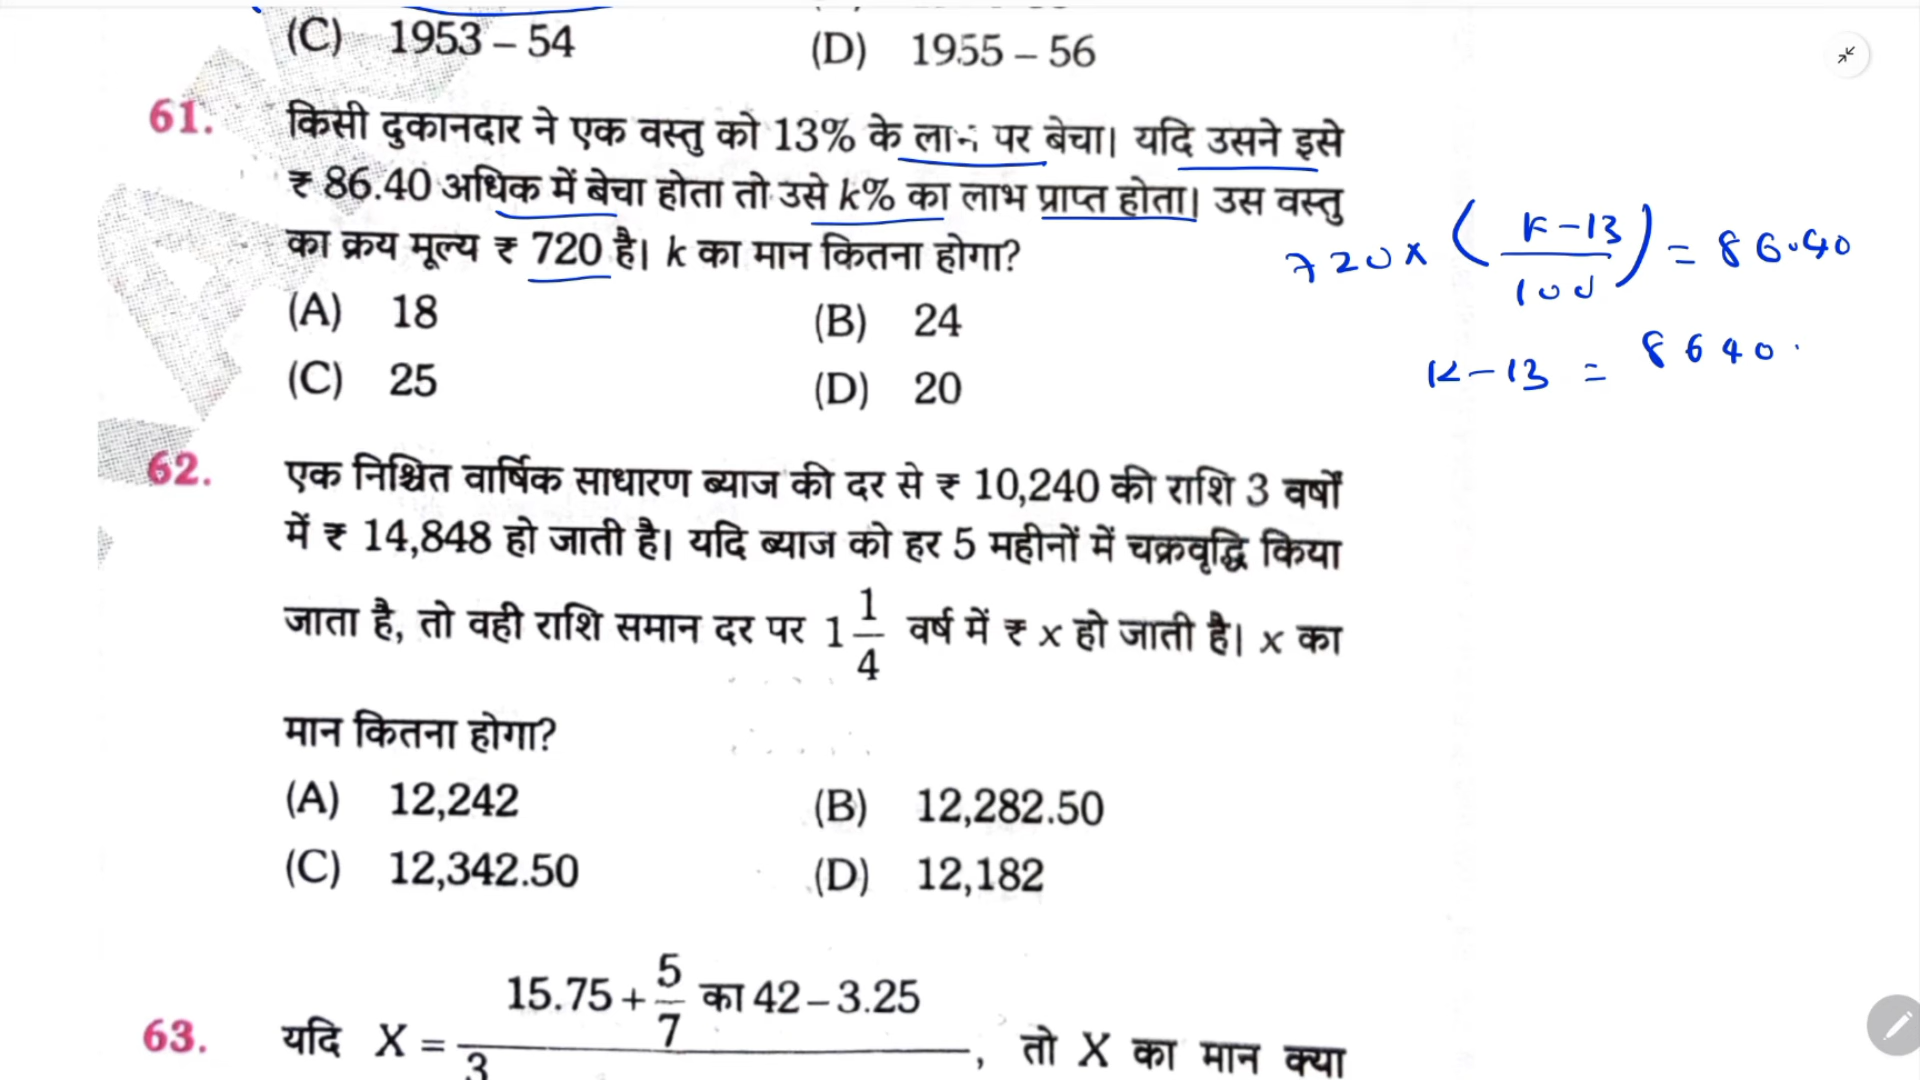 (C) 1953 – 54 (D) 1955 – 56
61. किसी दुकानदार ने एक वस्तु को 13% के लाभ पर बेचा। यदि उसने इसे
₹ 86.40 अधिक में बेचा होता तो उसे k% का लाभ प्राप्त होता। उस वस्तु
का क्रय मूल्य ₹ 720 है। k का मान कितना होगा?
(A) 18 (B) 24
(C) 25 (D) 20
720 x ( K-13 / 100 ) = 86.40
K-13 = 8640
62. एक निश्चित वार्षिक साधारण ब्याज की दर से ₹ 10,240 की राशि 3 वर्षों
में ₹ 14,848 हो जाती है। यदि ब्याज को हर 5 महीनों में चक्रवृद्धि किया
जाता है, तो वही राशि समान दर पर 1 1/4 वर्ष में ₹ x हो जाती है। x का
मान कितना होगा?
(A) 12,242 (B) 12,282.50
(C) 12,342.50 (D) 12,182
15.75 + 5/7 का 42 – 3.25
63. यदि X = , तो X का मान क्या
3